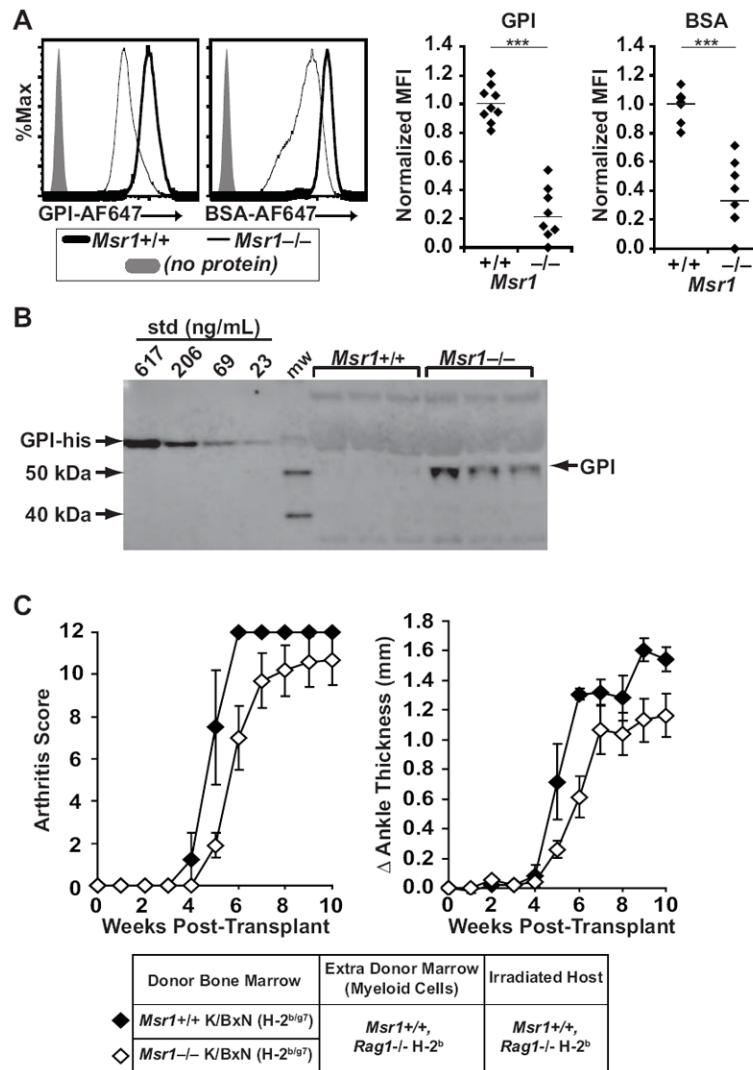 A
%Max
GPI-AF647
BSA-AF647
Msr1+/+
Msr1–/–
(no protein)
GPI
Normalized MFI
1.4
1.2
1.0
0.8
0.6
0.4
0.2
0.0
+/+ –/–
Msr1
***
BSA
Normalized MFI
1.4
1.2
1.0
0.8
0.6
0.4
0.2
0.0
+/+ –/–
Msr1
***
B
std (ng/mL)
617 206 69 23 mw
Msr1+/+
Msr1–/–
GPI-his
50 kDa
40 kDa
GPI
C
Arthritis Score
12
10
8
6
4
2
0
0 2 4 6 8 10
Weeks Post-Transplant
Δ Ankle Thickness (mm)
1.8
1.6
1.4
1.2
1.0
0.8
0.6
0.4
0.2
0.0
0 2 4 6 8 10
Weeks Post-Transplant
Donor Bone Marrow
Extra Donor Marrow
(Myeloid Cells)
Irradiated Host
Msr1+/+ K/BxN (H-2b/g7)
Msr1–/– K/BxN (H-2b/g7)
Msr1+/+,
Rag1-/- H-2b
Msr1+/+,
Rag1-/- H-2b